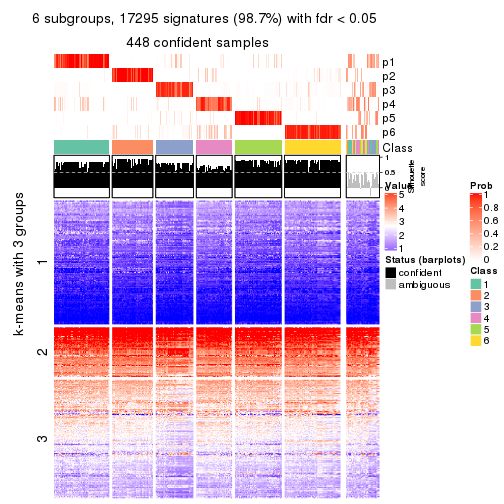 6 subgroups, 17295 signatures (98.7%) with fdr < 0.05
448 confident samples
p1
p2
p3
p4
p5
p6
Class
1
0.5
0
Silhouette
score
k-means with 3 groups
1
2
3
Value
5
4
3
2
1
Status (barplots)
confident
ambiguous
Prob
1
0.8
0.6
0.4
0.2
0
Class
1
2
3
4
5
6